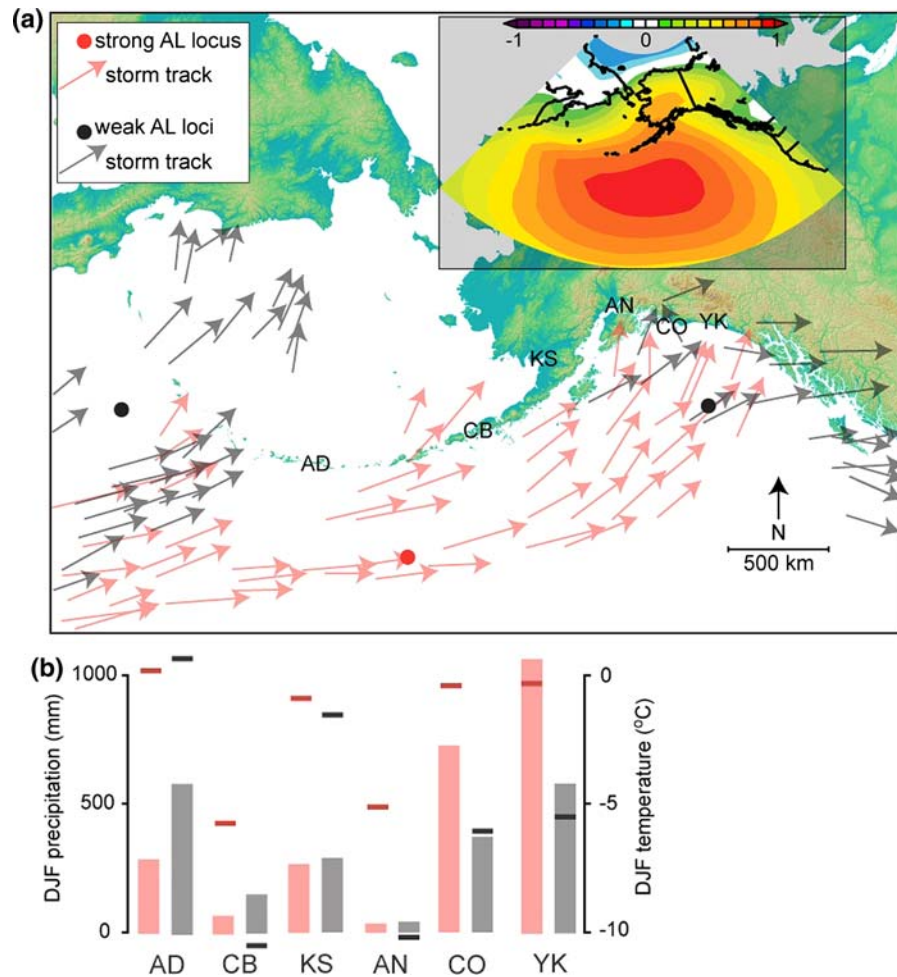 (a)
strong AL locus
storm track
weak AL loci
storm track
-1 0 1
AN
CO YK
KS
CB
AD
N
500 km
(b)
1000
500
0
DJF precipitation (mm)
0
-5
-10
DJF temperature (°C)
AD CB KS AN CO YK